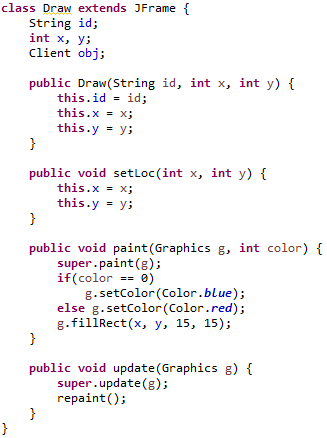 class Draw extends JFrame {
    String id;
    int x, y;
    Client obj;

    public Draw(String id, int x, int y) {
        this.id = id;
        this.x = x;
        this.y = y;
    }

    public void setLoc(int x, int y) {
        this.x = x;
        this.y = y;
    }

    public void paint(Graphics g, int color) {
        super.paint(g);
        if(color == 0)
            g.setColor(Color.blue);
        else g.setColor(Color.red);
        g.fillRect(x, y, 15, 15);
    }

    public void update(Graphics g) {
        super.update(g);
        repaint();
    }
}